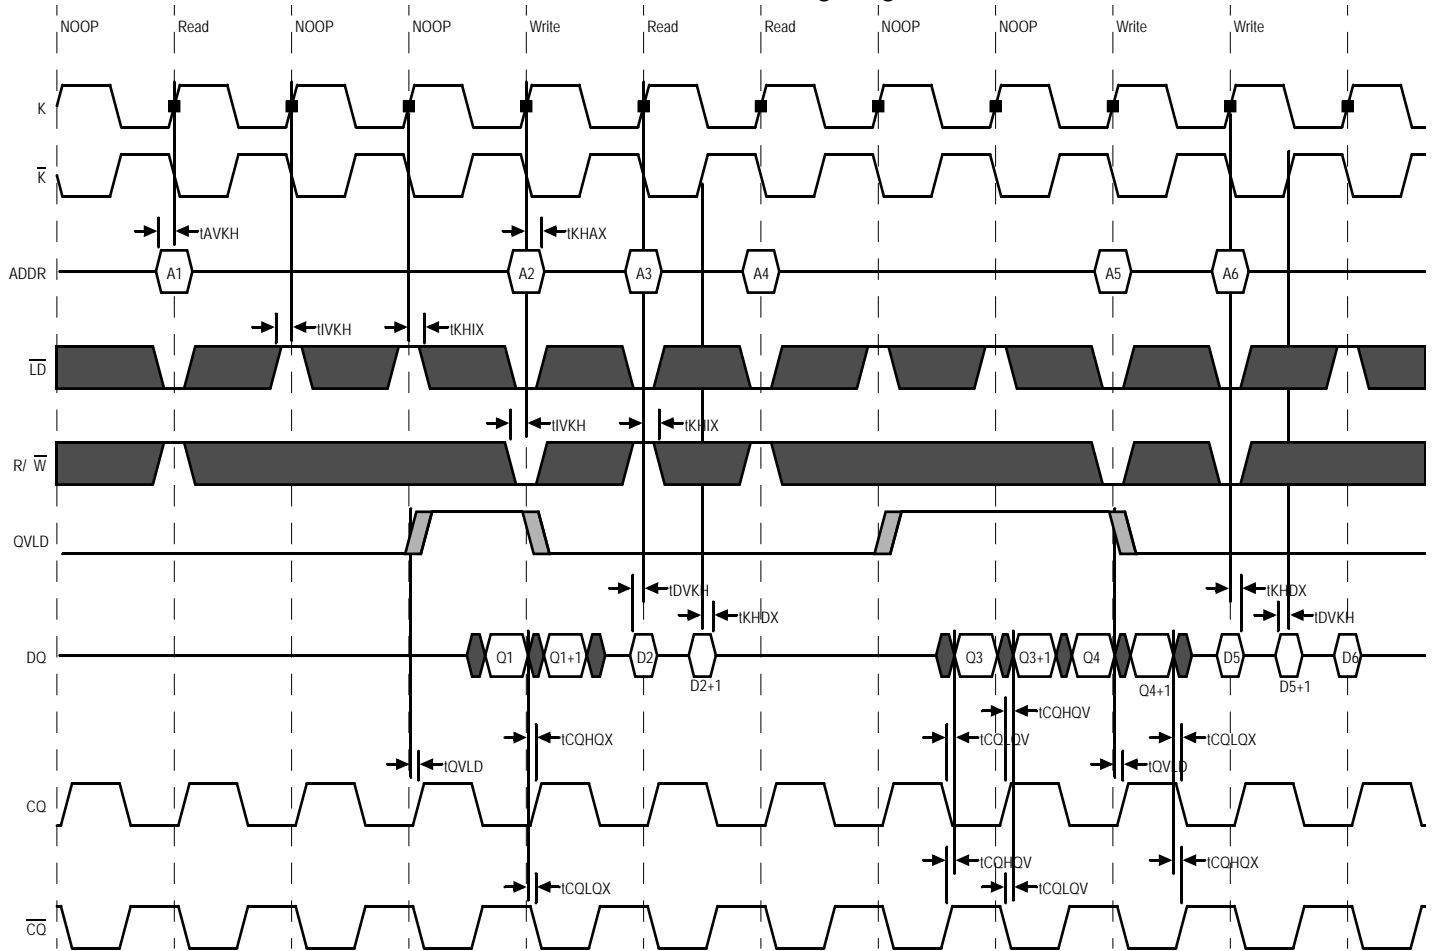 NOOP Read NOOP NOOP Write Read Read NOOP NOOP Write Write
K
K
tAVKH tKHAX
ADDR A1 A2 A3 A4 A5 A6
tIVKH tKHIX
LD
tIVKH tKHIX
R/ W
QVLD
tDVKH tKHDX
tKHDX tDVKH
DQ Q1 Q1+1 D2 Q3 Q3+1 Q4 D5 D6
D2+1 Q4+1 D5+1
tCQHQV
tCQHQX tCQLQV tCQLQX
tQVLD tQVLD
CQ
tCQHQV tCQHQX
tCQLQX tCQLQV
CQ